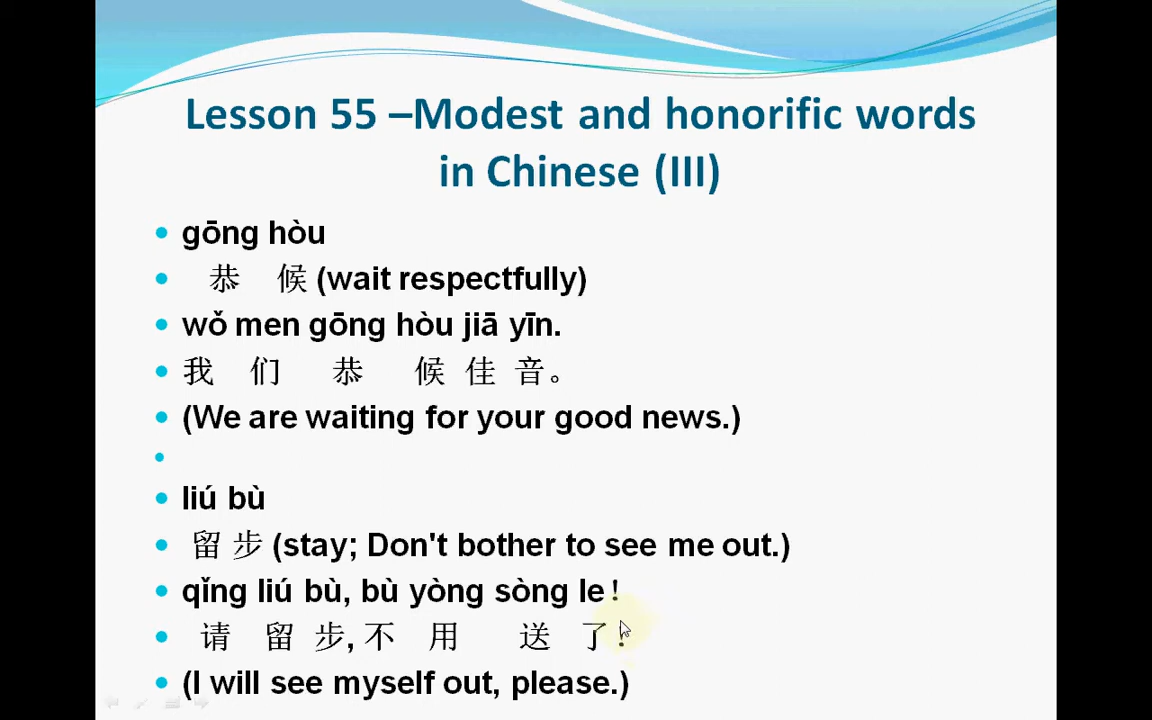 Lesson 55 –Modest and honorific words
in Chinese (III)
gōng hòu
恭 候 (wait respectfully)
wǒ men gōng hòu jiā yīn.
我 们 恭 候 佳 音。
(We are waiting for your good news.)
liú bù
留 步 (stay; Don't bother to see me out.)
qǐng liú bù, bù yòng sòng le！
请 留 步, 不 用 送 了！
(I will see myself out, please.)